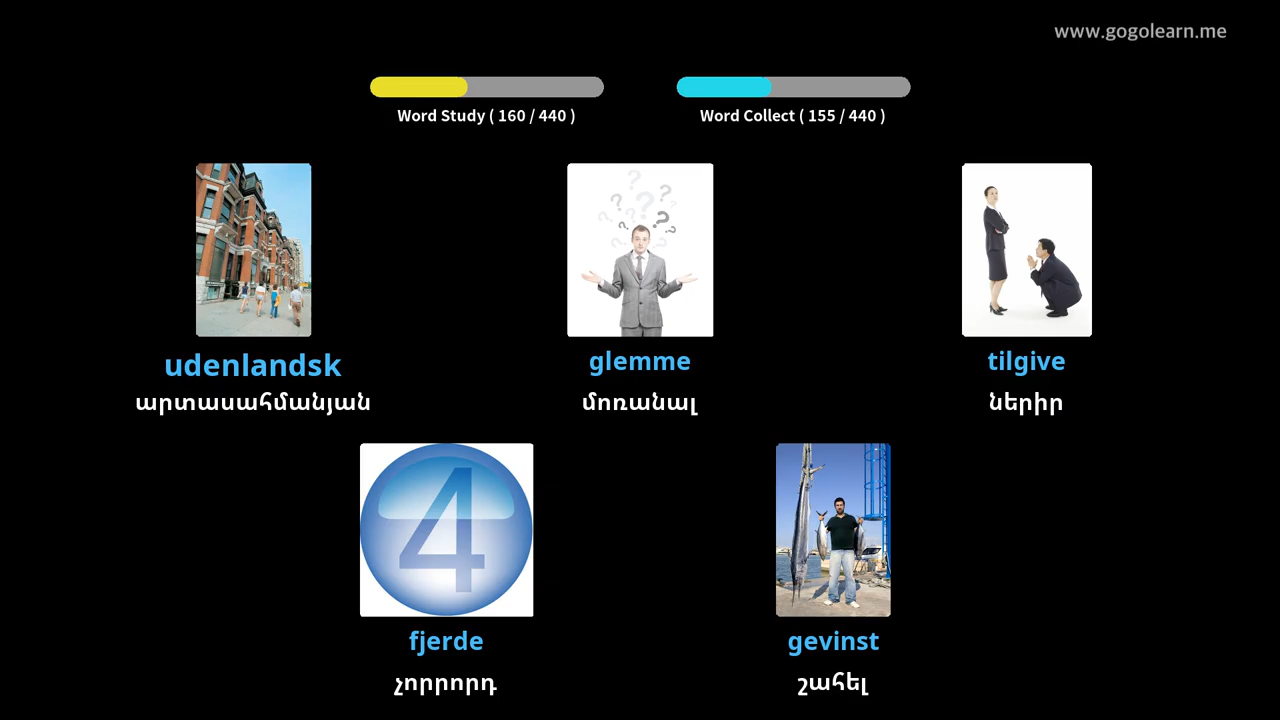 www.gogolearn.me
Word Study ( 160 / 440 )
Word Collect ( 155 / 440 )
udenlandsk
արտասահմանյան
glemme
մոռանալ
tilgive
ներիր
4
fjerde
չորրորդ
gevinst
շահել